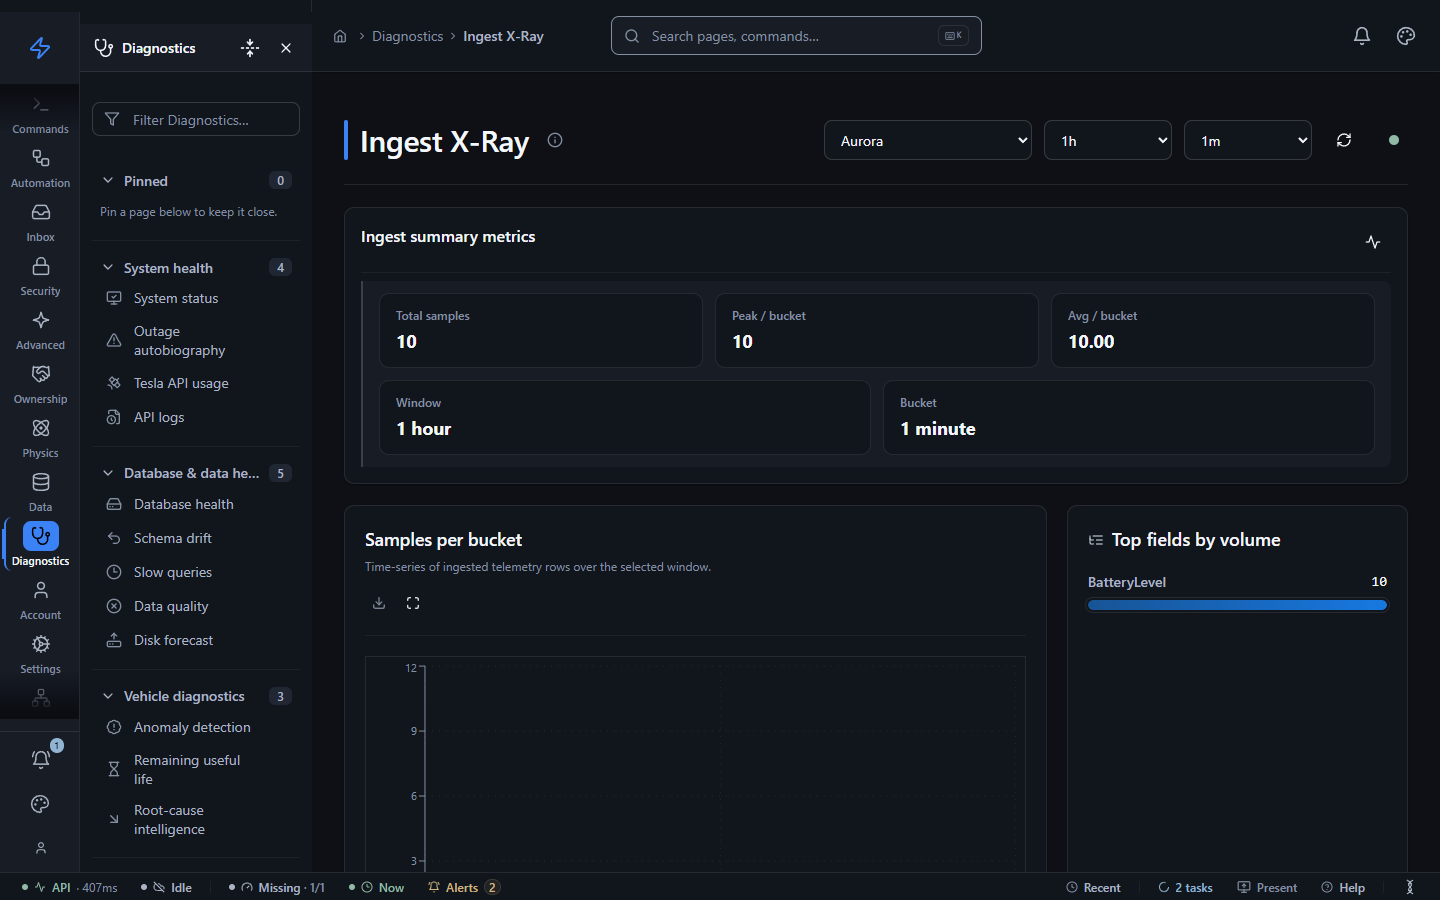 Diagnostics
Diagnostics
Ingest X-Ray
Search pages, commands...
K
Commands
Automation
Inbox
Security
Advanced
Ownership
Physics
Data
Diagnostics
Account
Settings
1
Filter Diagnostics...
Pinned
0
Pin a page below to keep it close.
System health
4
System status
Outage
autobiography
Tesla API usage
API logs
Database & data he...
5
Database health
Schema drift
Slow queries
Data quality
Disk forecast
Vehicle diagnostics
3
Anomaly detection
Remaining useful
life
Root-cause
intelligence
Ingest X-Ray
Aurora
1h
1m
Ingest summary metrics
Total samples
10
Peak / bucket
10
Avg / bucket
10.00
Window
1 hour
Bucket
1 minute
Samples per bucket
Time-series of ingested telemetry rows over the selected window.
12
9
6
3
Top fields by volume
BatteryLevel
10
API · 407ms
Idle
Missing · 1/1
Now
Alerts 2
Recent
2 tasks
Present
Help